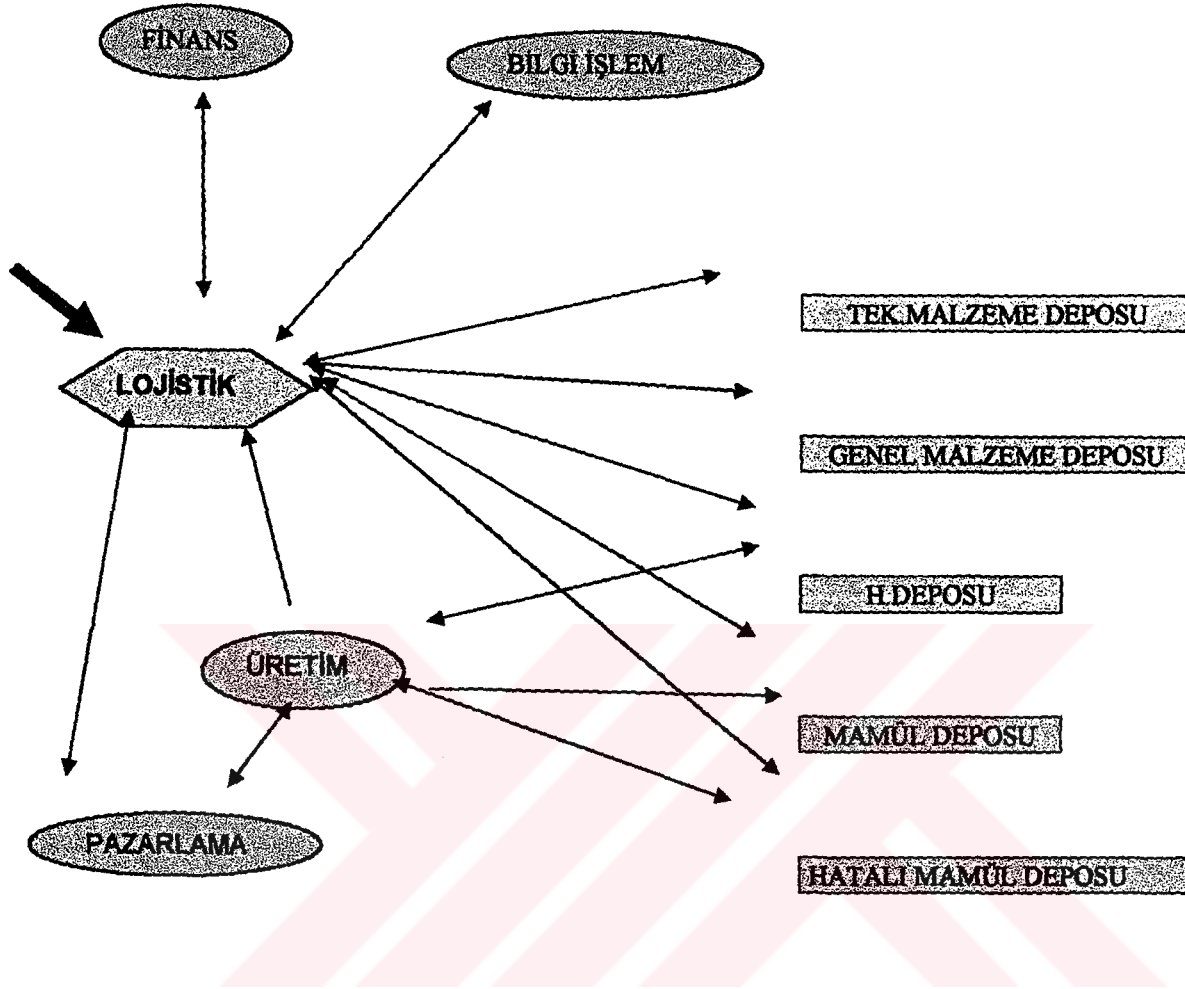 FİNANS
BİLGİ İŞLEM
TEK.MALZEME DEPOSU
LOJİSTİK
GENEL MALZEME DEPOSU
H.DEPOSU
ÜRETİM
MAMÜL DEPOSU
PAZARLAMA
HATALI MAMÜL DEPOSU